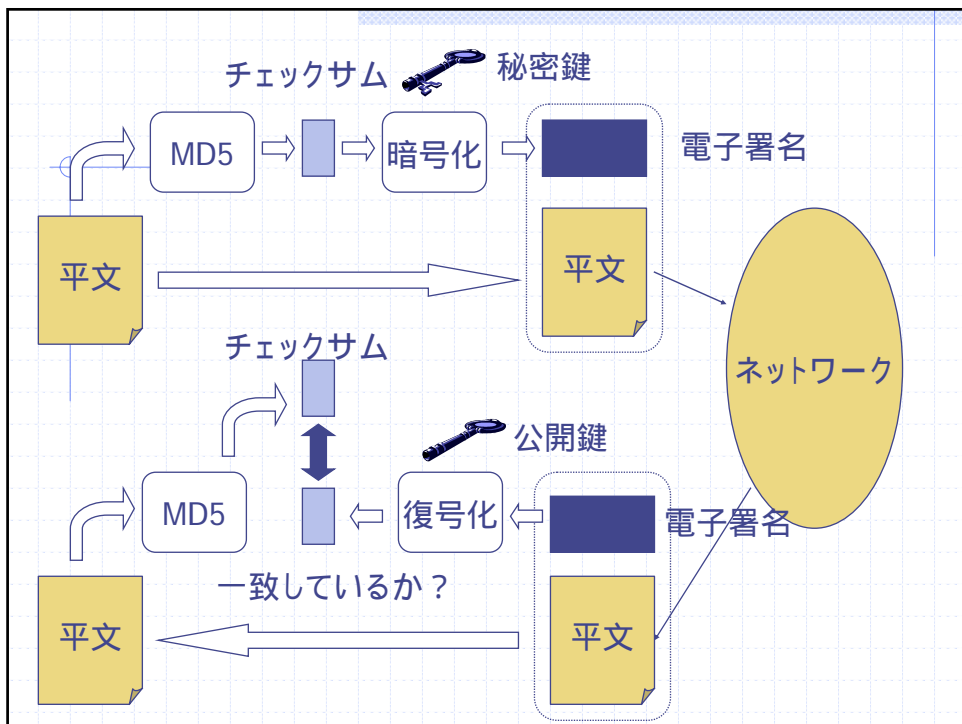 チェックサム
秘密鍵
MD5
暗号化
電子署名
平文
平文
ネットワーク
チェックサム
公開鍵
MD5
復号化
電子署名
一致しているか？
平文
平文